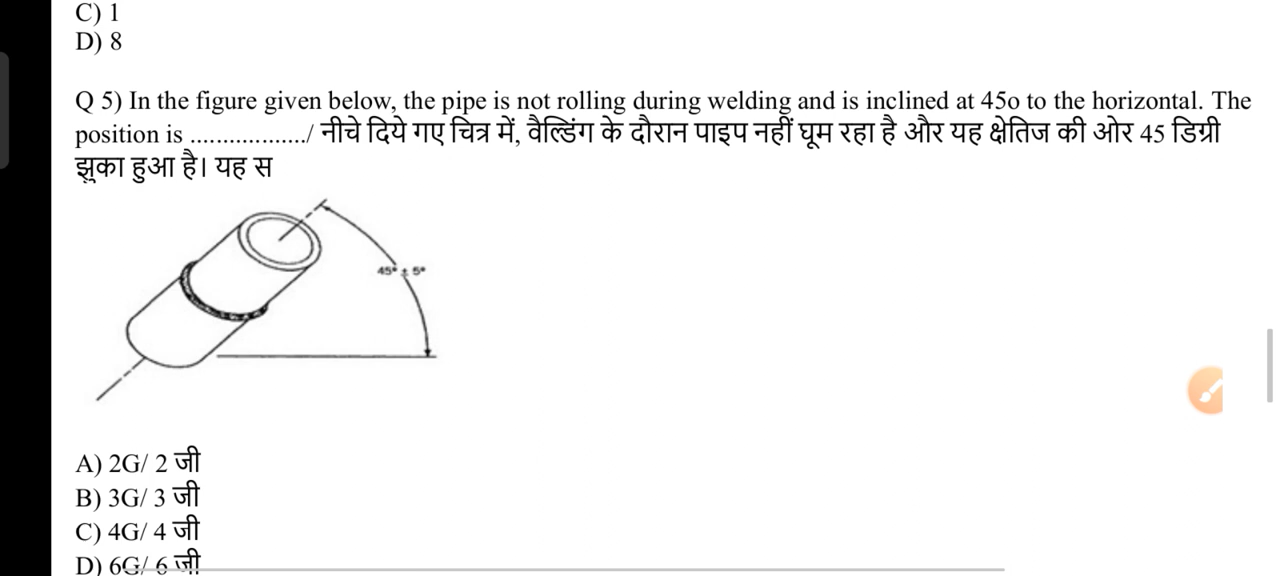 C) 1
D) 8
Q 5) In the figure given below, the pipe is not rolling during welding and is inclined at 45o to the horizontal. The
position is ................../ नीचे दिये गए चित्र में, वैल्डिंग के दौरान पाइप नहीं घूम रहा है और यह क्षेतिज की ओर 45 डिग्री
झुका हुआ है। यह स
45° ± 5°
A) 2G/ 2 जी
B) 3G/ 3 जी
C) 4G/ 4 जी
D) 6G/ 6 जी